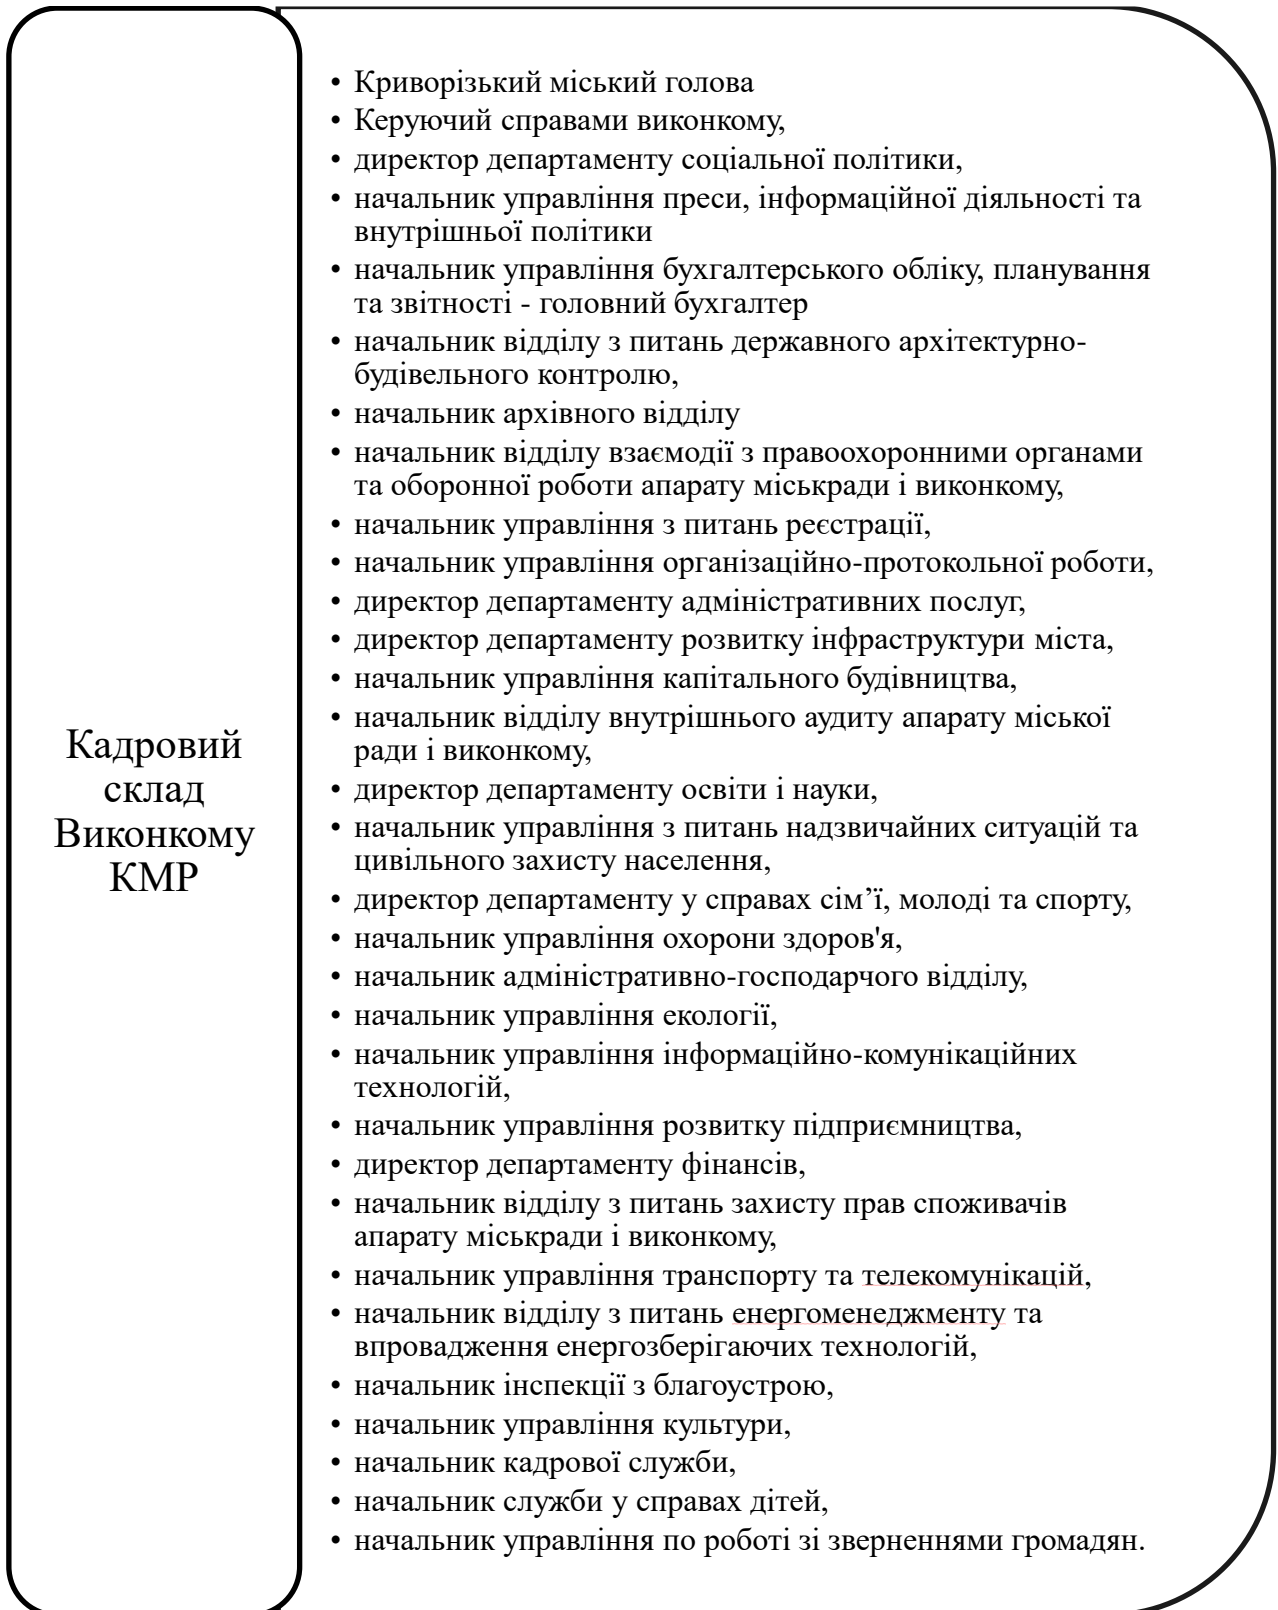 Кадровий
склад
Виконкому
КМР
• Криворізький міський голова
• Керуючий справами виконкому,
• директор департаменту соціальної політики,
• начальник управління преси, інформаційної діяльності та
внутрішньої політики
• начальник управління бухгалтерського обліку, планування
та звітності - головний бухгалтер
• начальник відділу з питань державного архітектурно-
будівельного контролю,
• начальник архівного відділу
• начальник відділу взаємодії з правоохоронними органами
та оборонної роботи апарату міськради і виконкому,
• начальник управління з питань реєстрації,
• начальник управління організаційно-протокольної роботи,
• директор департаменту адміністративних послуг,
• директор департаменту розвитку інфраструктури міста,
• начальник управління капітального будівництва,
• начальник відділу внутрішнього аудиту апарату міської
ради і виконкому,
• директор департаменту освіти і науки,
• начальник управління з питань надзвичайних ситуацій та
цивільного захисту населення,
• директор департаменту у справах сім’ї, молоді та спорту,
• начальник управління охорони здоров'я,
• начальник адміністративно-господарчого відділу,
• начальник управління екології,
• начальник управління інформаційно-комунікаційних
технологій,
• начальник управління розвитку підприємництва,
• директор департаменту фінансів,
• начальник відділу з питань захисту прав споживачів
апарату міськради і виконкому,
• начальник управління транспорту та телекомунікацій,
• начальник відділу з питань енергоменеджменту та
впровадження енергозберігаючих технологій,
• начальник інспекції з благоустрою,
• начальник управління культури,
• начальник кадрової служби,
• начальник служби у справах дітей,
• начальник управління по роботі зі зверненнями громадян.